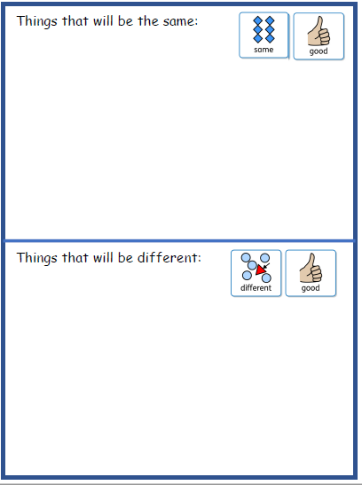 Things that will be the same:
same
good
Things that will be different:
different
good